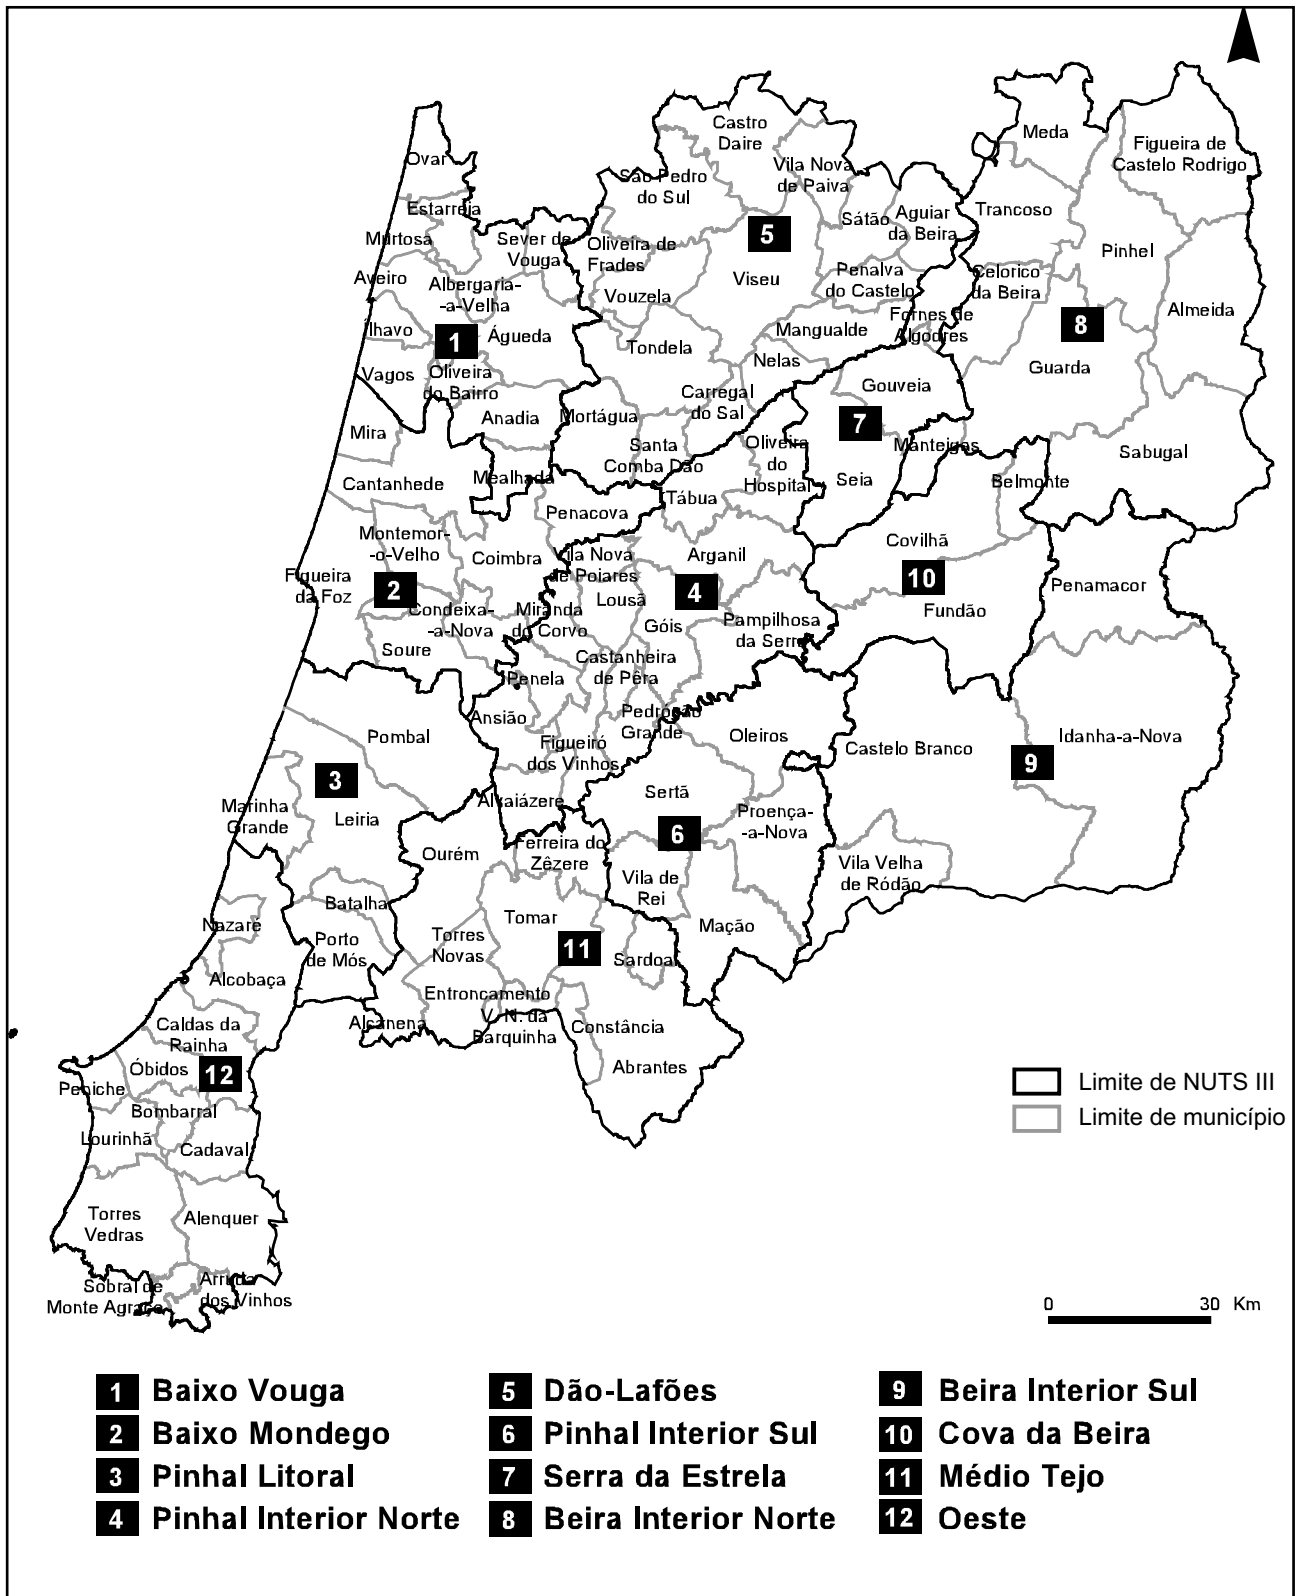 Castro
Daire
Meda
Figueira de
Castelo Rodrigo
Ovar
São Pedro
do Sul
Vila Nova
de Paiva
Estarreja
Murtosa
Sever de
Vouga
Oliveira de
Frades
5
Sátão
Aguiar
da Beira
Trancoso
Pinhel
Aveiro
Albergaria-
-a-Velha
Vouzela
Viseu
Penalva
do Castelo
Celorico
da Beira
Almeida
Ílhavo
1
Águeda
Tondela
Mangualde
Fornes de
Algodres
8
Vagos
Oliveira
do Bairro
Nelas
Guarda
Anadia
Mortágua
Carregal
do Sal
Gouveia
7
Mira
Santa
Comba Dão
Oliveira
do
Hospital
Manteigas
Sabugal
Cantanhede
Mealhada
Tábua
Seia
Belmonte
Penacova
Montemor-
-o-Velho
Coimbra
Vila Nova
de Poiares
Arganil
Covilhã
Figueira
da Foz
2
Lousã
4
10
Penamacor
Condeixa-
-a-Nova
Miranda
do Corvo
Góis
Pampilhosa
da Serra
Fundão
Soure
Castanheira
de Pêra
Penela
Ansião
Pedrógão
Grande
Pombal
Figueiró
dos Vinhos
Oleiros
Castelo Branco
Idanha-a-Nova
9
3
Sertã
Marinha
Grande
Leiria
Alvaiázere
Proença-
-a-Nova
6
Ourém
Ferreira do
Zêzere
Vila de
Rei
Vila Velha
de Ródão
Batalha
Nazaré
Porto
de Mós
Torres
Novas
Tomar
11
Mação
Sardoal
Alcobaça
Entroncamento
Caldas da
Rainha
Alcanena
V. N. da
Barquinha
Constância
Óbidos
12
Abrantes
Peniche
Bombarral
Lourinhã
Cadaval
Torres
Vedras
Alenquer
Sobral de
Monte Agraço
Arruda
dos Vinhos
Limite de NUTS III
Limite de município
0 30 Km
1 Baixo Vouga
2 Baixo Mondego
3 Pinhal Litoral
4 Pinhal Interior Norte
5 Dão-Lafões
6 Pinhal Interior Sul
7 Serra da Estrela
8 Beira Interior Norte
9 Beira Interior Sul
10 Cova da Beira
11 Médio Tejo
12 Oeste